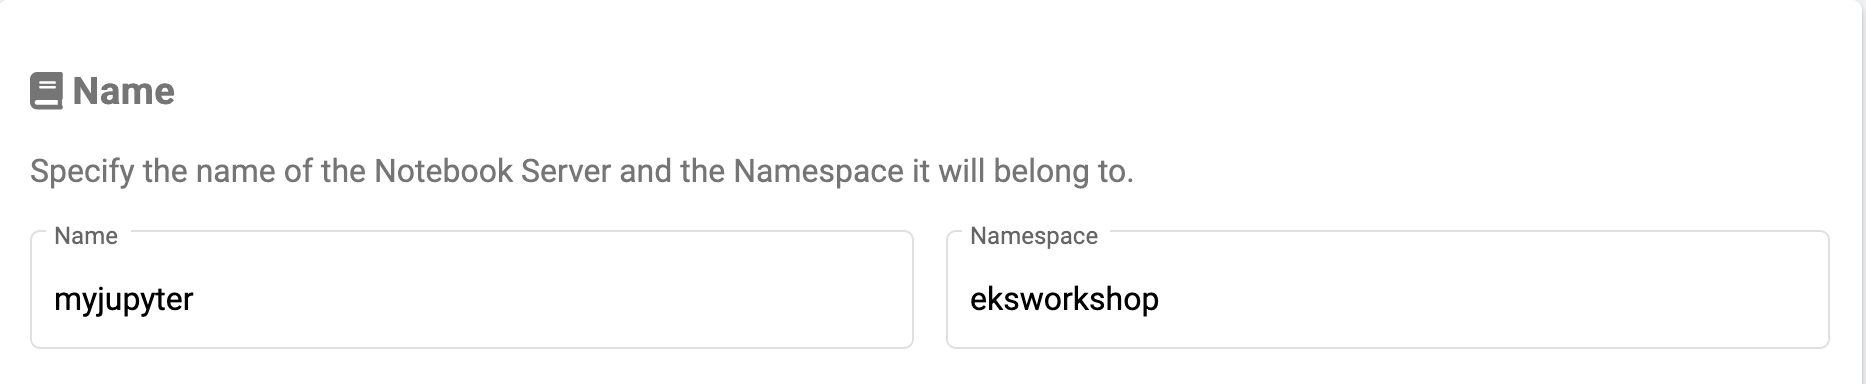 Name
Specify the name of the Notebook Server and the Namespace it will belong to.
Name
Namespace
myjupyter
eksworkshop